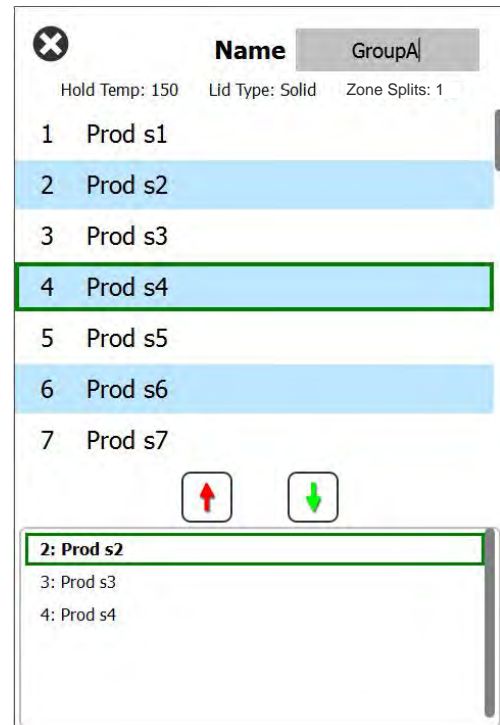 Name GroupA
Hold Temp: 150 Lid Type: Solid Zone Splits: 1
1 Prod s1
2 Prod s2
3 Prod s3
4 Prod s4
5 Prod s5
6 Prod s6
7 Prod s7
2: Prod s2
3: Prod s3
4: Prod s4